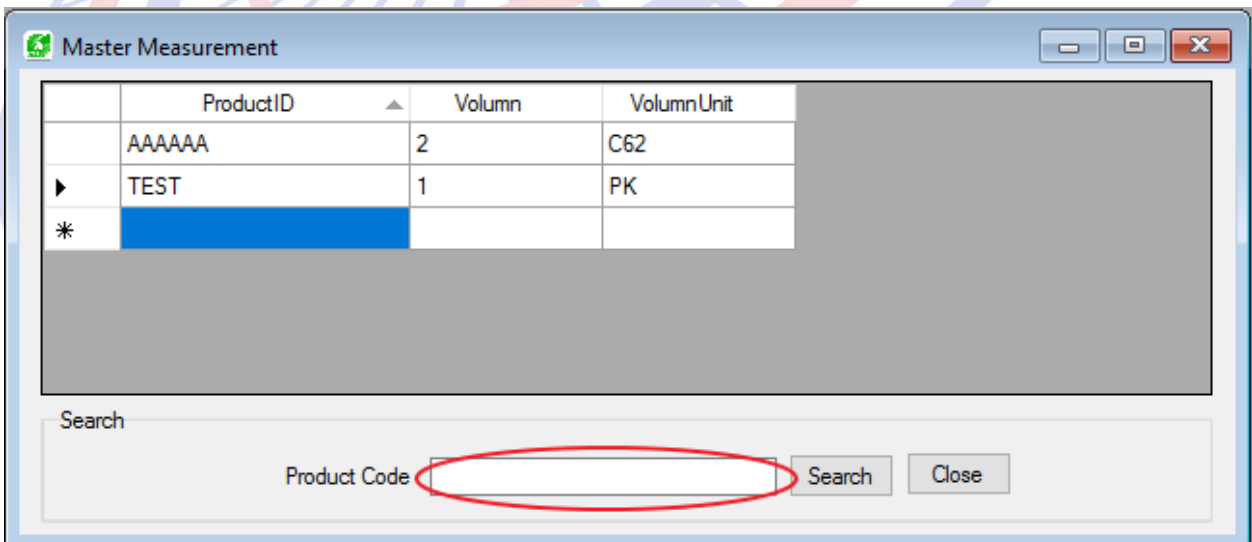 Master Measurement
ProductID Volumn VolumnUnit
AAAAAA 2 C62
TEST 1 PK
Search
Product Code Search Close